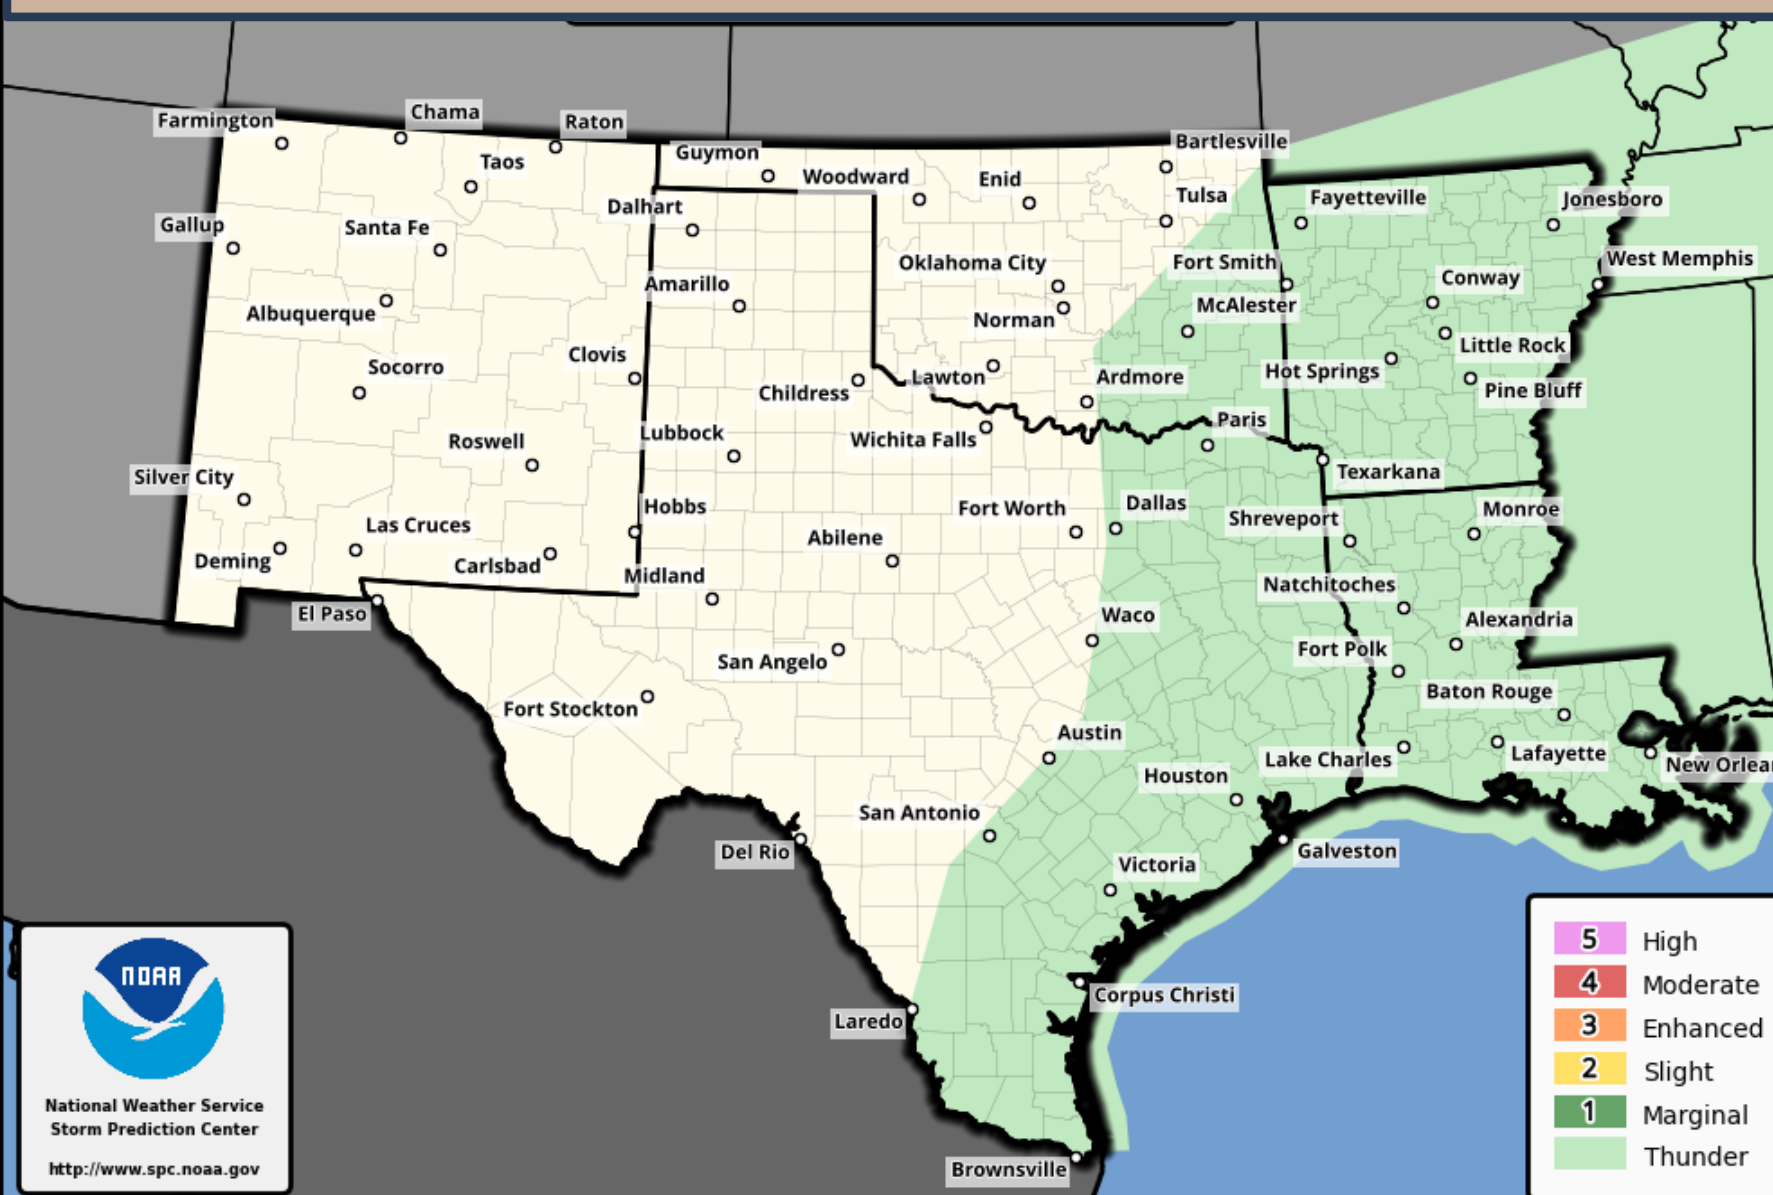 Farmington
Chama
Raton
Taos
Guymon
Woodward
Enid
Bartlesville
Tulsa
Dalhart
Gallup
Santa Fe
Fayetteville
Jonesboro
Oklahoma City
Fort Smith
West Memphis
Amarillo
Conway
Albuquerque
Norman
McAlester
Little Rock
Socorro
Clovis
Childress
Lawton
Ardmore
Hot Springs
Pine Bluff
Roswell
Lubbock
Wichita Falls
Paris
Texarkana
Silver City
Hobbs
Fort Worth
Dallas
Shreveport
Monroe
Las Cruces
Abilene
Deming
Carlsbad
Midland
Natchitoches
El Paso
Waco
Alexandria
San Angelo
Fort Polk
Fort Stockton
Baton Rouge
Austin
Lake Charles
Lafayette
New Orlear
Houston
San Antonio
Del Rio
Victoria
Galveston
Corpus Christi
Laredo
Brownsville
NOAA
National Weather Service
Storm Prediction Center
http://www.spc.noaa.gov
5 High
4 Moderate
3 Enhanced
2 Slight
1 Marginal
Thunder